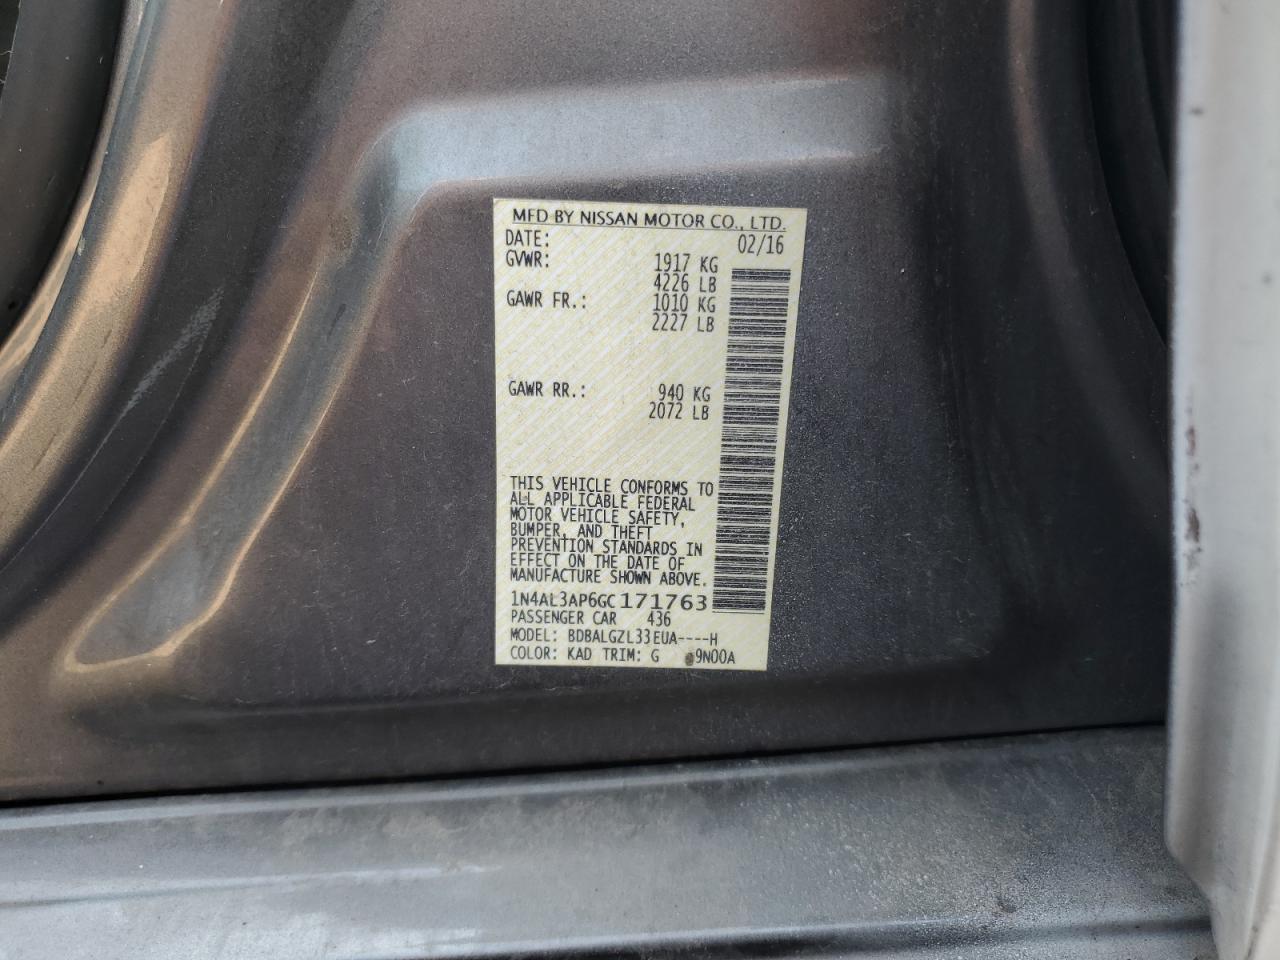 MFD BY NISSAN MOTOR CO., LTD.
DATE: 02/16
GVWR: 1917 KG
4226 LB
GAWR FR.: 1010 KG
2227 LB
GAWR RR.: 940 KG
2072 LB
THIS VEHICLE CONFORMS TO
ALL APPLICABLE FEDERAL
MOTOR VEHICLE SAFETY,
BUMPER, AND THEFT
PREVENTION STANDARDS IN
EFFECT ON THE DATE OF
MANUFACTURE SHOWN ABOVE.
1N4AL3AP6GC171763
PASSENGER CAR 436
MODEL: BDBALGZL33EUA----H
COLOR: KAD TRIM: G 9N00A